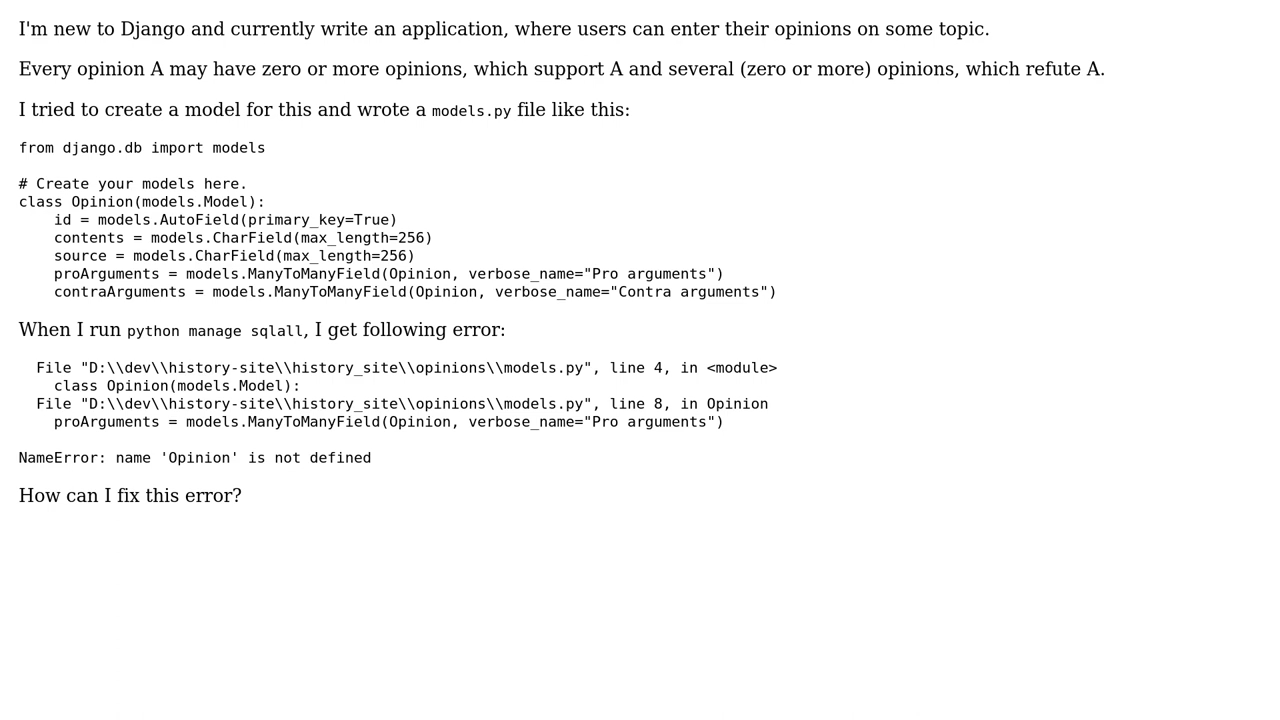 I'm new to Django and currently write an application, where users can enter their opinions on some topic.
Every opinion A may have zero or more opinions, which support A and several (zero or more) opinions, which refute A.
I tried to create a model for this and wrote a models.py file like this:
from django.db import models
# Create your models here.
class Opinion(models.Model):
    id = models.AutoField(primary_key=True)
    contents = models.CharField(max_length=256)
    source = models.CharField(max_length=256)
    proArguments = models.ManyToManyField(Opinion, verbose_name="Pro arguments")
    contraArguments = models.ManyToManyField(Opinion, verbose_name="Contra arguments")
When I run python manage sqlall, I get following error:
  File "D:\\dev\\history-site\\history_site\\opinions\\models.py", line 4, in <module>
    class Opinion(models.Model):
  File "D:\\dev\\history-site\\history_site\\opinions\\models.py", line 8, in Opinion
    proArguments = models.ManyToManyField(Opinion, verbose_name="Pro arguments")
NameError: name 'Opinion' is not defined
How can I fix this error?